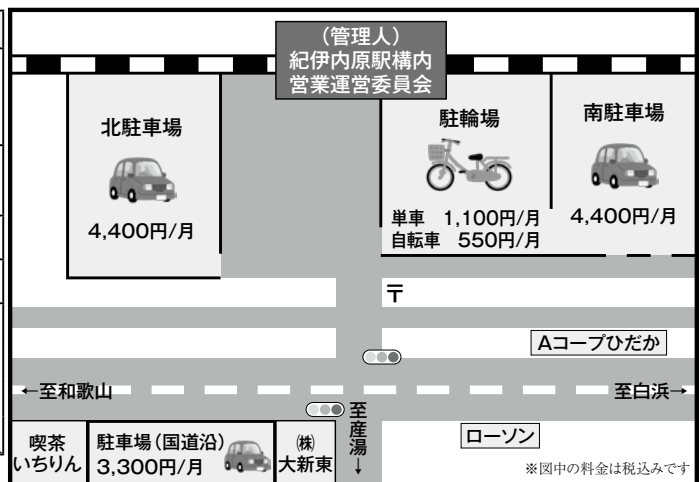 (管理人)
紀伊内原駅構内
営業運営委員会
北駐車場
4,400円/月
駐輪場
単車 1,100円/月
自転車 550円/月
南駐車場
4,400円/月
〒
Aコープひだか
←至和歌山
至白浜→
至産湯↓
喫茶
いちりん
駐車場(国道沿)
3,300円/月
㈱
大新東
ローソン
※図中の料金は税込みです